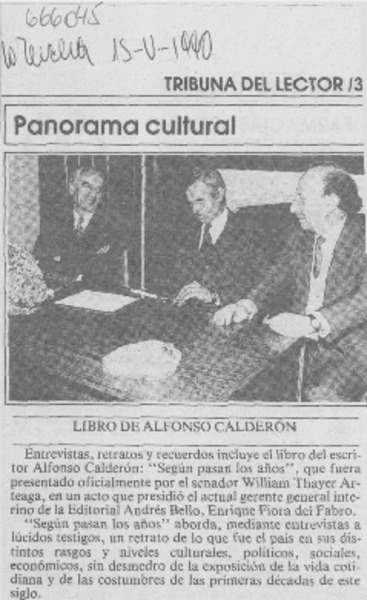 666045
La Tercera 15-V-1990
TRIBUNA DEL LECTOR /3
Panorama cultural
LIBRO DE ALFONSO CALDERÓN
Entrevistas, retratos y recuerdos incluye el libro del escri-
tor Alfonso Calderón: “Según pasan los años”, que fuera
presentado oficialmente por el senador William Thayer Ar-
teaga, en un acto que presidió el actual gerente general inte-
rino de la Editorial Andrés Bello, Enrique Fiora del Fabro.
“Según pasan los años” aborda, mediante entrevistas a
lúcidos testigos, un retrato de lo que fue el país en sus dis-
tintos rasgos y niveles culturales, políticos, sociales,
económicos, sin desmedro de la exposición de la vida coti-
diana y de las costumbres de las primeras décadas de este
siglo.